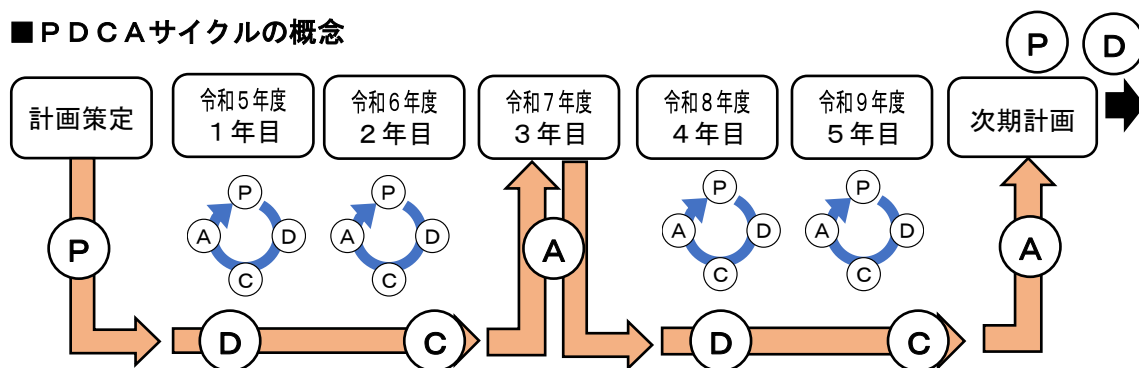 ■ＰＤＣＡサイクルの概念
Ｐ Ｄ
計画策定
令和５年度
１年目
令和６年度
２年目
令和７年度
３年目
令和８年度
４年目
令和９年度
５年目
次期計画
P
D
C
A
P
D
C
A
P
D
C
A
P
D
C
A
Ｐ
Ａ
Ａ
Ｄ
Ｃ
Ｄ
Ｃ